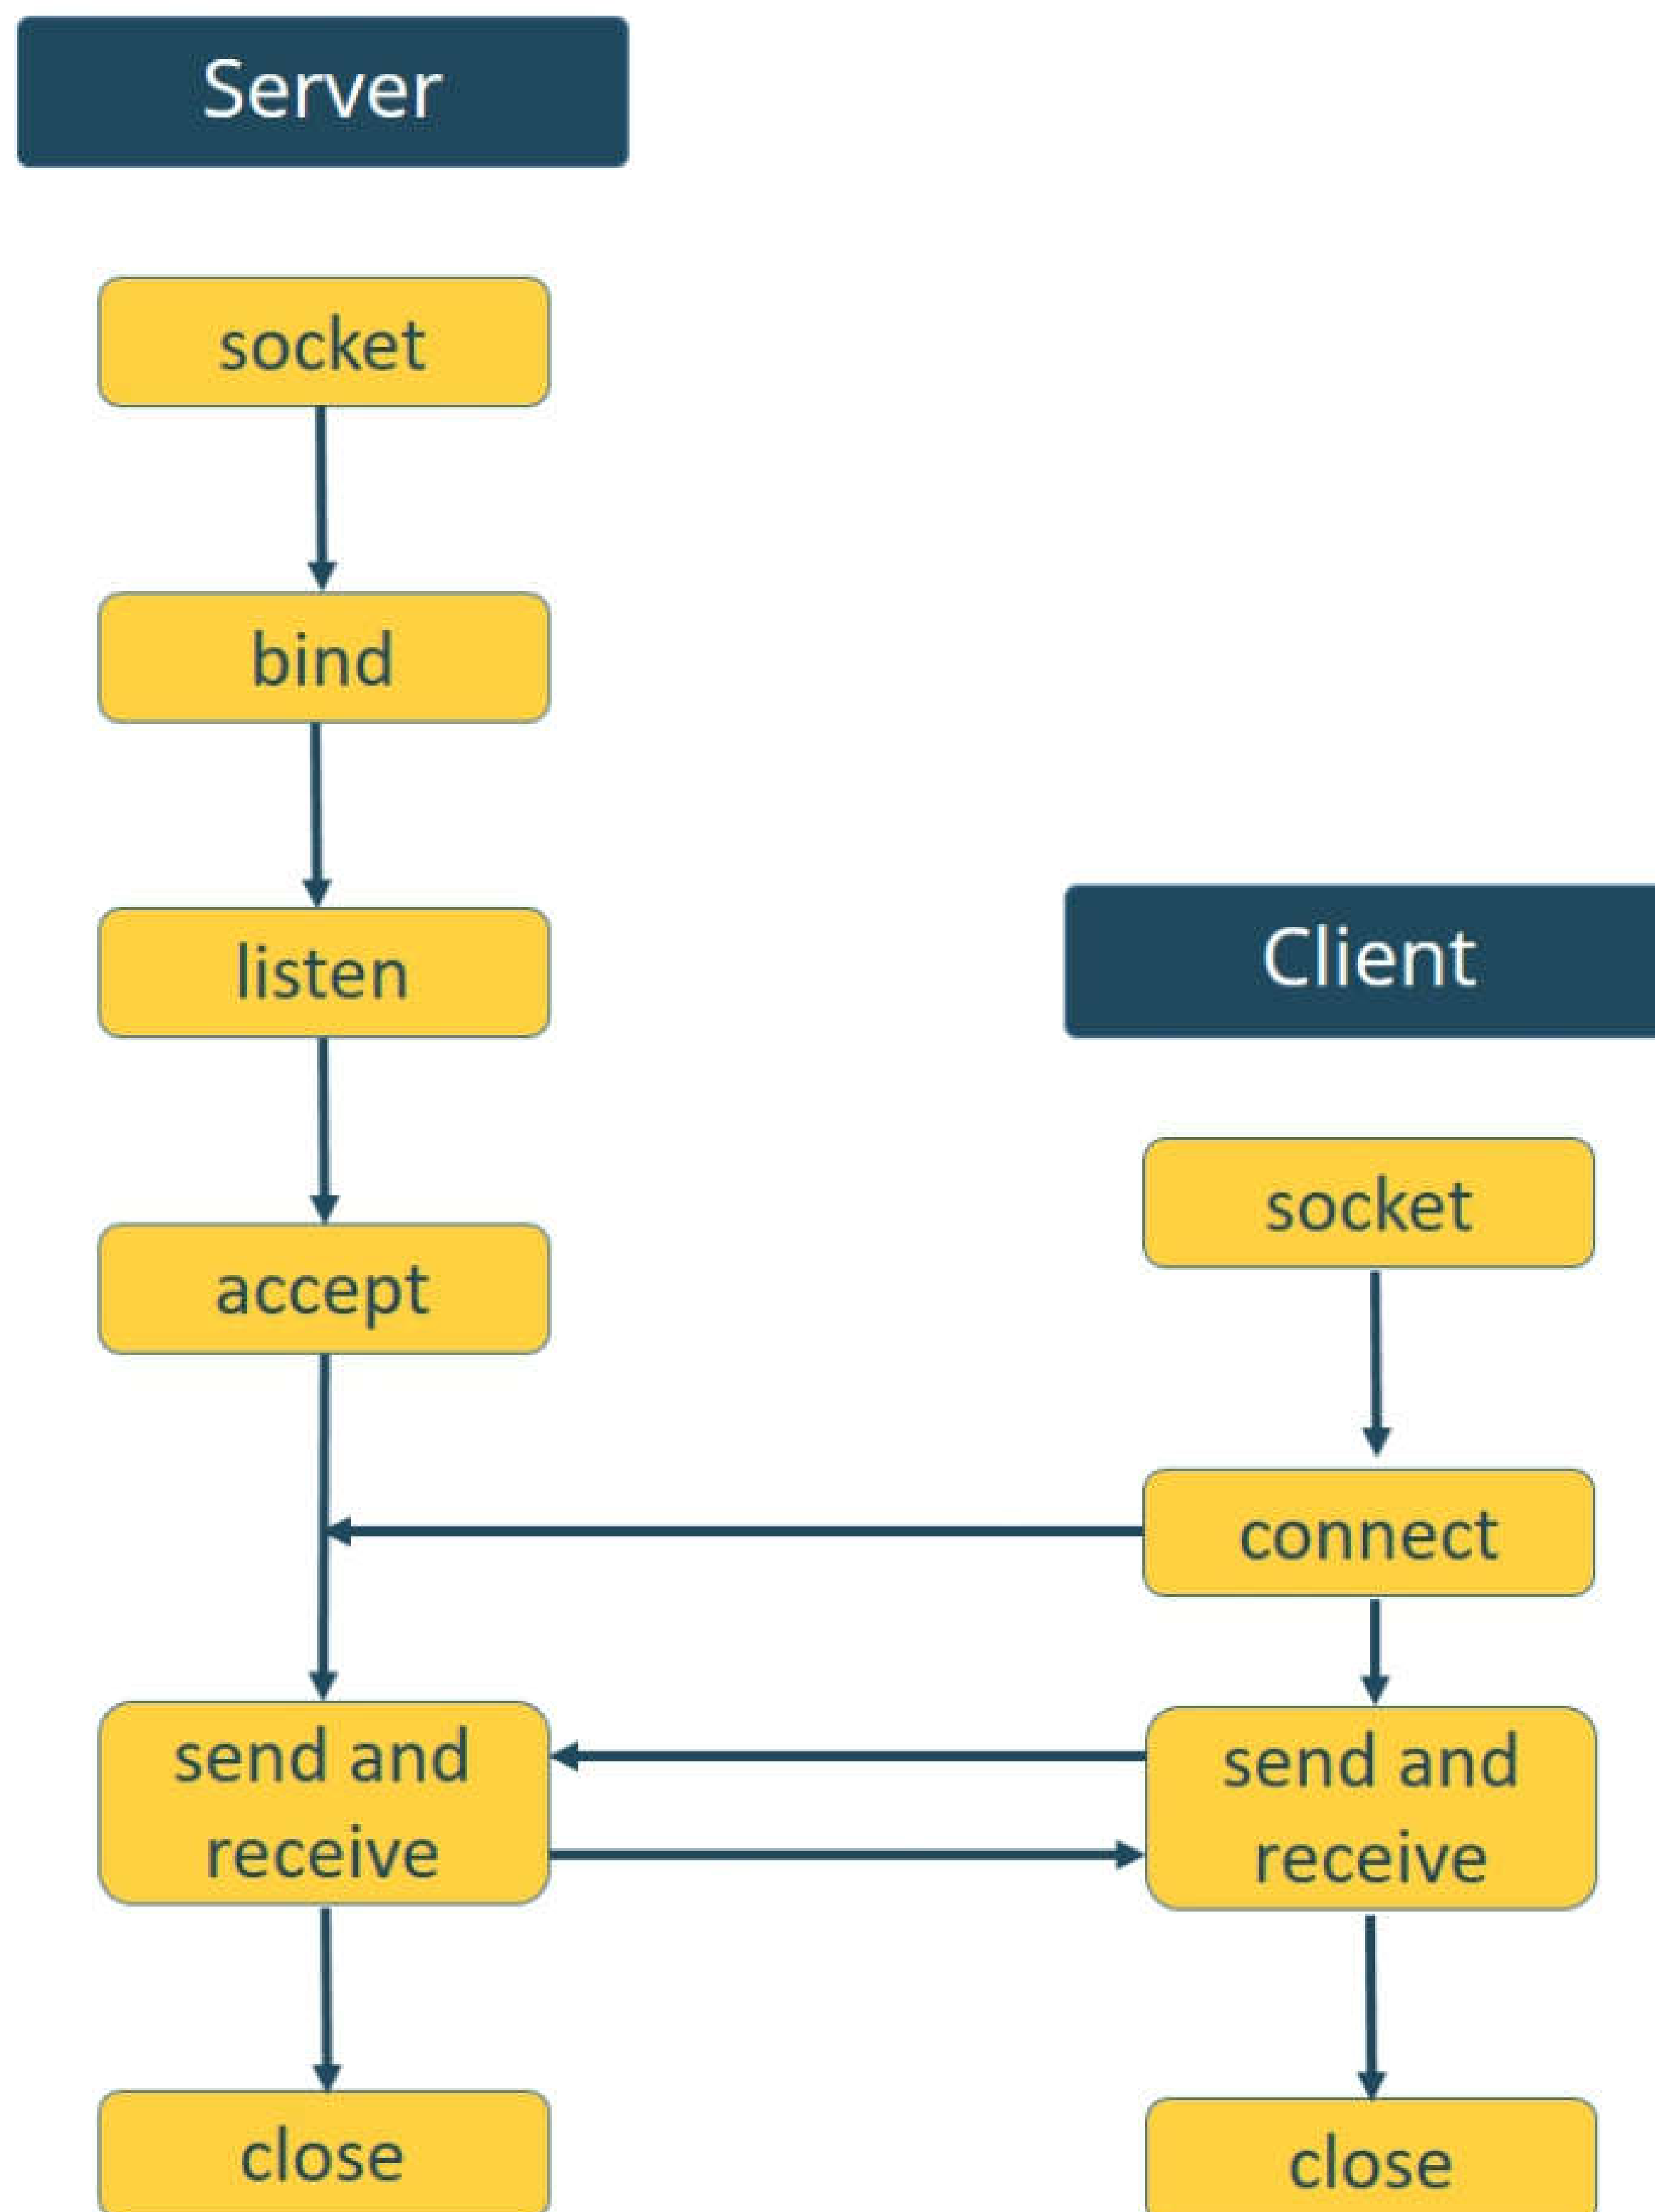 Server
socket
bind
listen
accept
send and
receive
close
Client
socket
connect
send and
receive
close